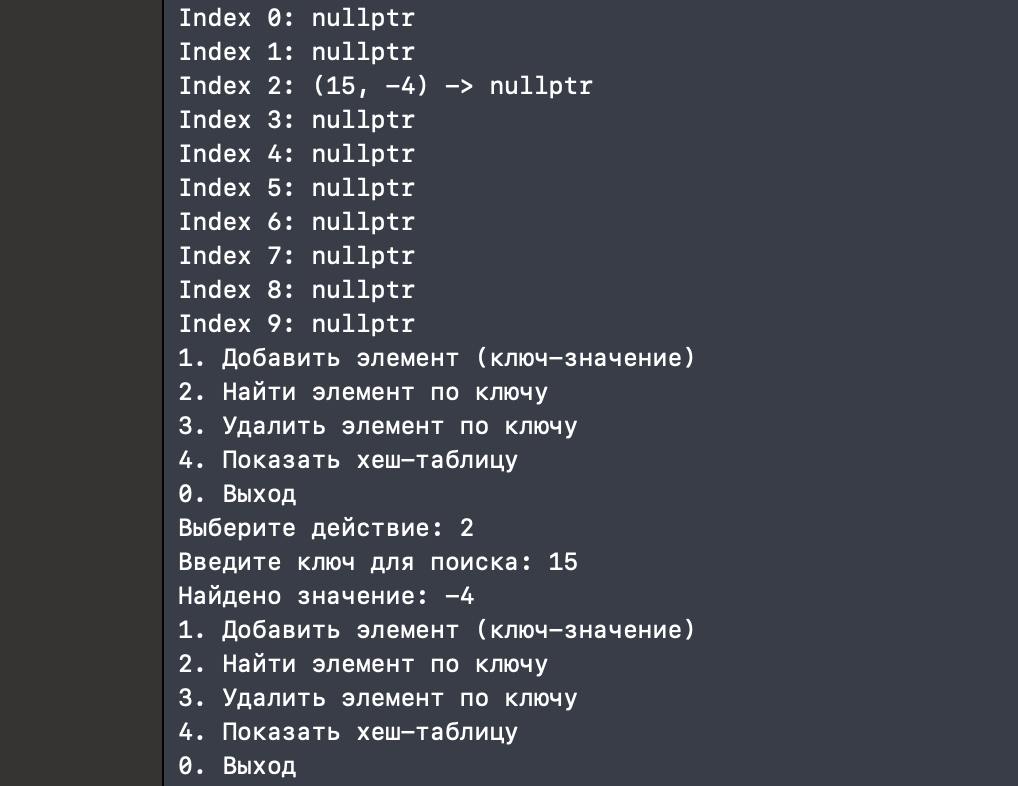 Index 0: nullptr
Index 1: nullptr
Index 2: (15, -4) -> nullptr
Index 3: nullptr
Index 4: nullptr
Index 5: nullptr
Index 6: nullptr
Index 7: nullptr
Index 8: nullptr
Index 9: nullptr
1. Добавить элемент (ключ-значение)
2. Найти элемент по ключу
3. Удалить элемент по ключу
4. Показать хеш-таблицу
0. Выход
Выберите действие: 2
Введите ключ для поиска: 15
Найдено значение: -4
1. Добавить элемент (ключ-значение)
2. Найти элемент по ключу
3. Удалить элемент по ключу
4. Показать хеш-таблицу
0. Выход